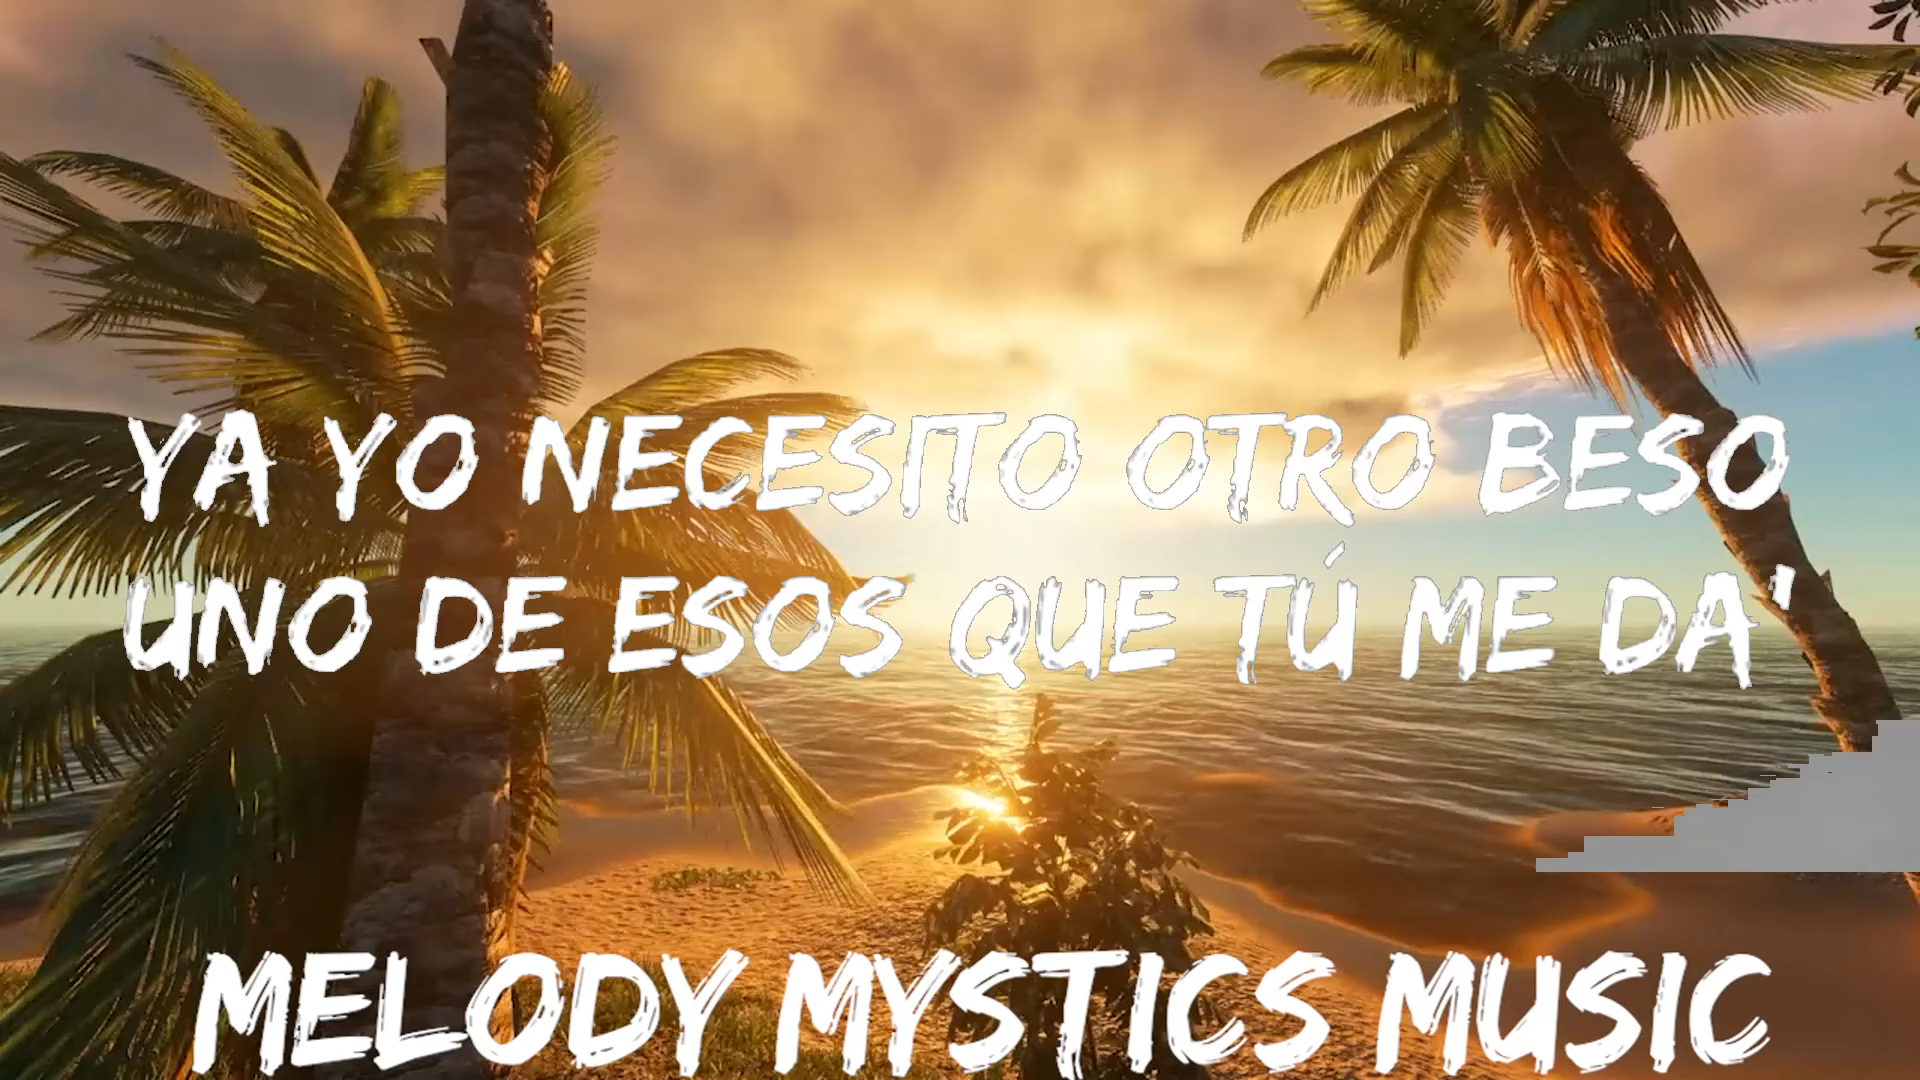 YA YO NECESITO OTRO BESO
UNO DE ESOS QUE TÚ ME DA'
MELODY MYSTICS MUSIC